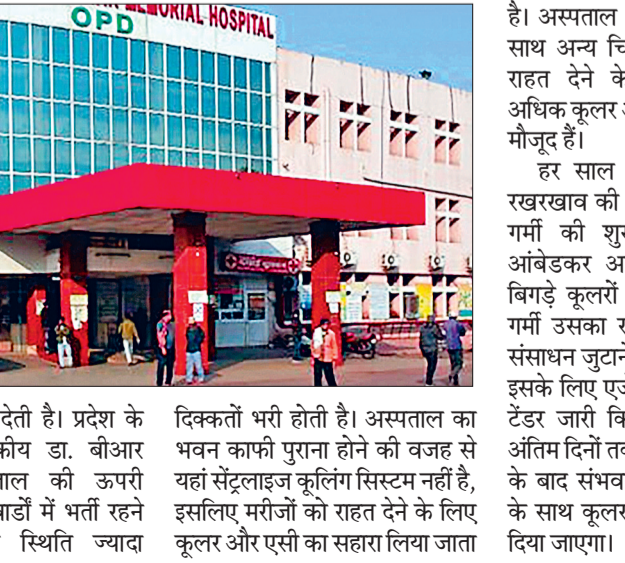 MEMORIAL HOSPITAL
OPD
देती है। प्रदेश के
कीय डा. बीआर
ाल की ऊपरी
वार्डों में भर्ती रहने
स्थिति ज्यादा
दिक्कतों भरी होती है। अस्पताल का
भवन काफी पुराना होने की वजह से
यहां सेंट्रलाइज कूलिंग सिस्टम नहीं है,
इसलिए मरीजों को राहत देने के लिए
कूलर और एसी का सहारा लिया जाता
है। अस्पताल
साथ अन्य चि
राहत देने के
अधिक कूलर
मौजूद हैं।
हर साल
रखरखाव की
गर्मी की शुरु
आंबेडकर अ
बिगड़े कूलरों
गर्मी उसका
संसाधन जुटाने
इसके लिए एजे
टेंडर जारी कि
अंतिम दिनों तक
के बाद संभव
के साथ कूलर
दिया जाएगा।